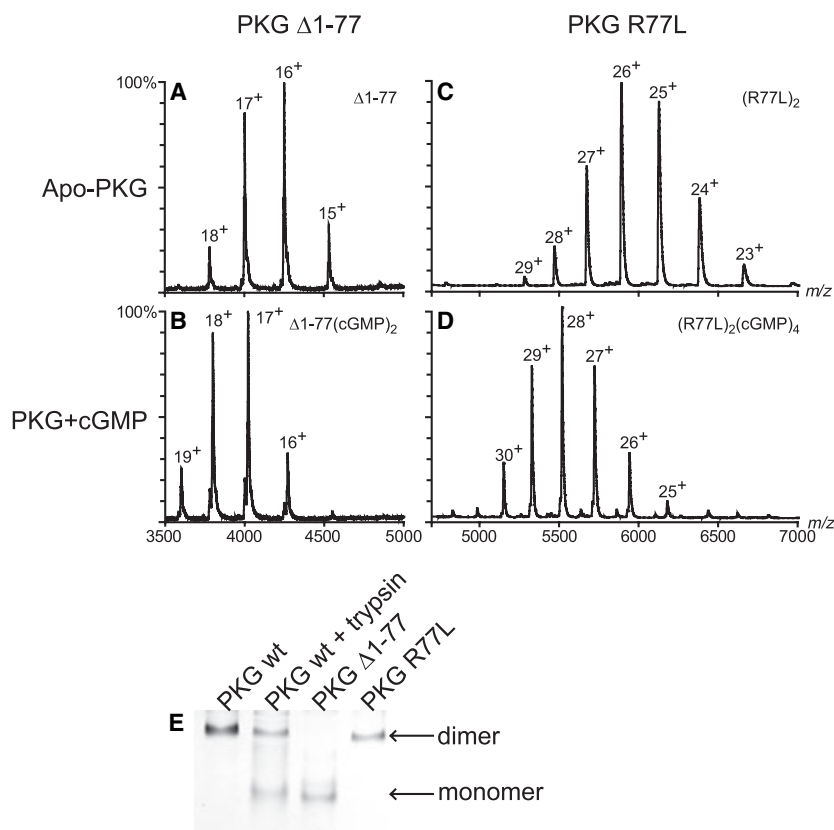 PKG Δ1-77
PKG R77L
Apo-PKG
100%
A
Δ1-77
18+
17+
16+
15+
C
(R77L)2
29+
28+
27+
26+
25+
24+
23+
m/z
PKG+cGMP
100%
B
Δ1-77(cGMP)2
19+
18+
17+
16+
3500
4000
4500
5000
D
(R77L)2(cGMP)4
30+
29+
28+
27+
26+
25+
m/z
5000
5500
6000
6500
7000
PKG wt
PKG wt + trypsin
PKG Δ1-77
PKG R77L
E
dimer
monomer